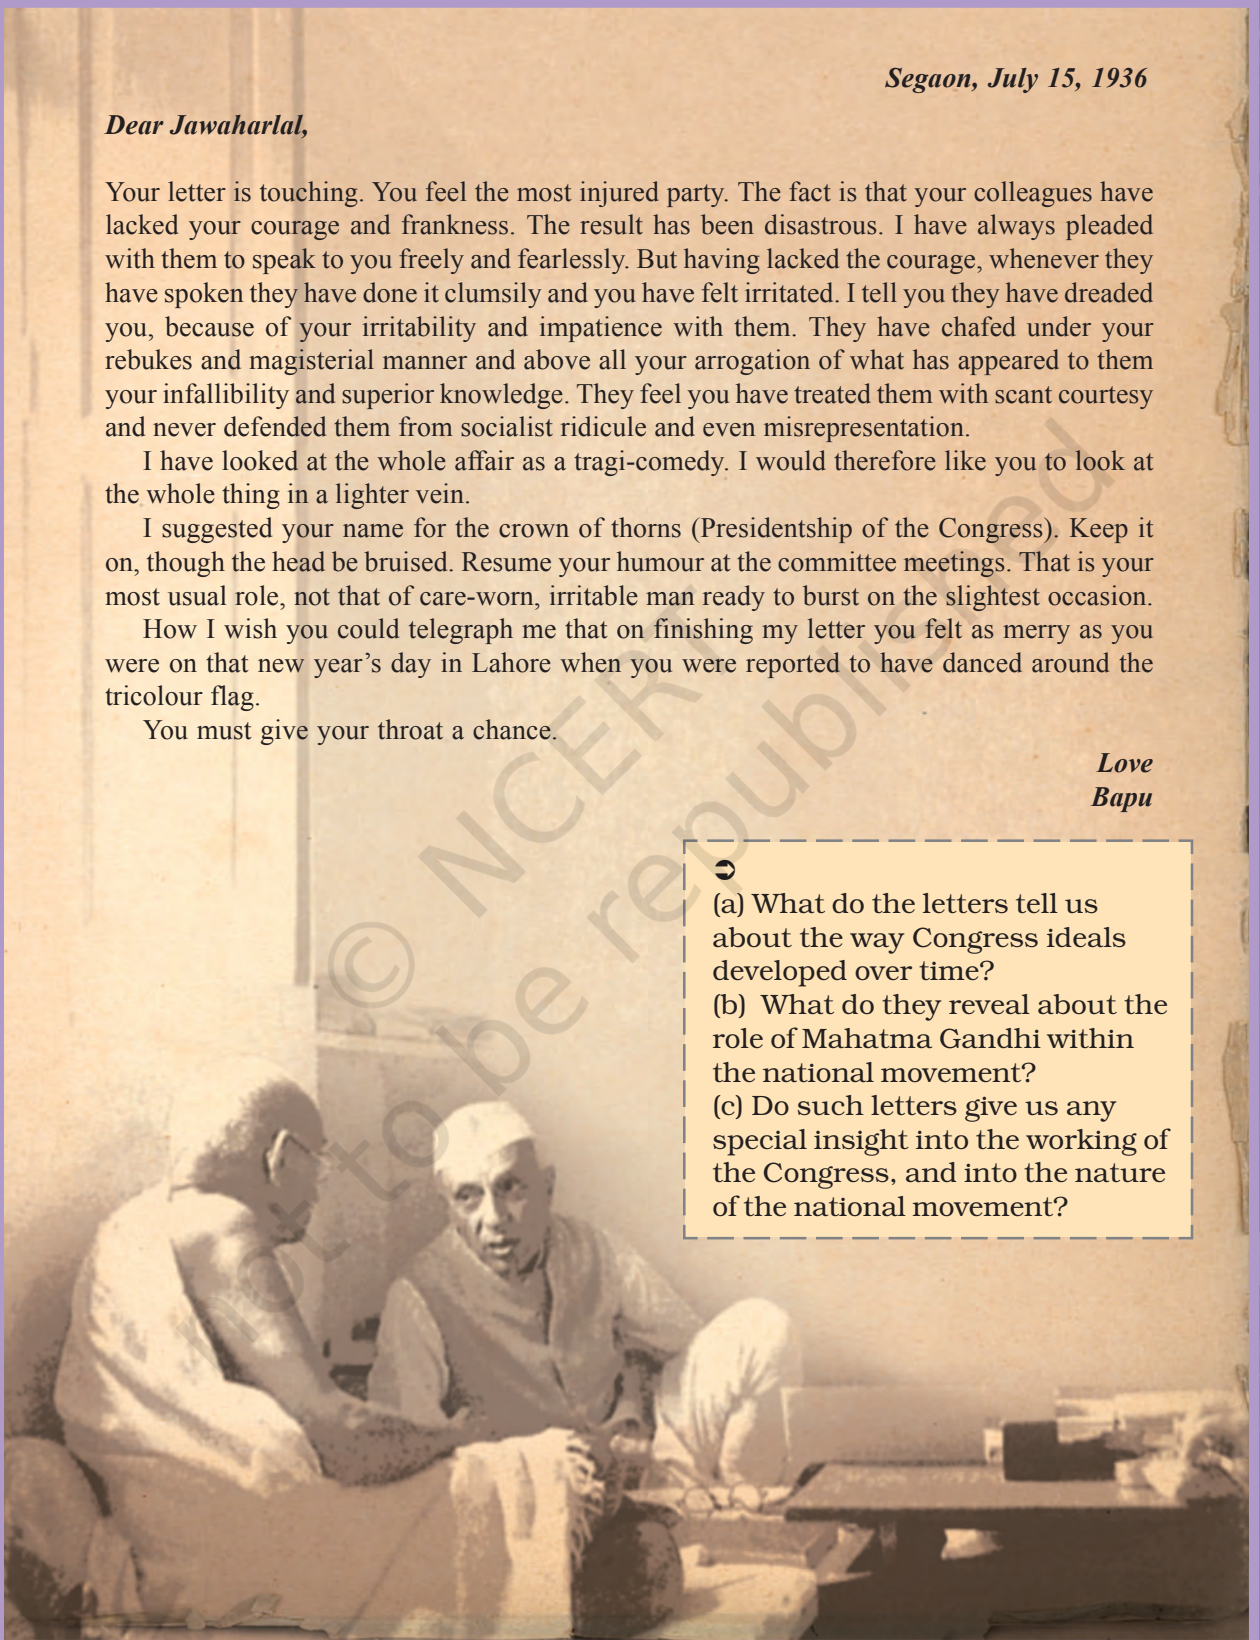 Segaon, July 15, 1936
Dear Jawaharlal,
Your letter is touching. You feel the most injured party. The fact is that your colleagues have
lacked your courage and frankness. The result has been disastrous. I have always pleaded
with them to speak to you freely and fearlessly. But having lacked the courage, whenever they
have spoken they have done it clumsily and you have felt irritated. I tell you they have dreaded
you, because of your irritability and impatience with them. They have chafed under your
rebukes and magisterial manner and above all your arrogation of what has appeared to them
your infallibility and superior knowledge. They feel you have treated them with scant courtesy
and never defended them from socialist ridicule and even misrepresentation.
I have looked at the whole affair as a tragi-comedy. I would therefore like you to look at
the whole thing in a lighter vein.
I suggested your name for the crown of thorns (Presidentship of the Congress). Keep it
on, though the head be bruised. Resume your humour at the committee meetings. That is your
most usual role, not that of care-worn, irritable man ready to burst on the slightest occasion.
How I wish you could telegraph me that on finishing my letter you felt as merry as you
were on that new year’s day in Lahore when you were reported to have danced around the
tricolour flag.
You must give your throat a chance.
Love
Bapu
(a) What do the letters tell us
about the way Congress ideals
developed over time?
(b) What do they reveal about the
role of Mahatma Gandhi within
the national movement?
(c) Do such letters give us any
special insight into the working of
the Congress, and into the nature
of the national movement?
© NCERT
not to be republished